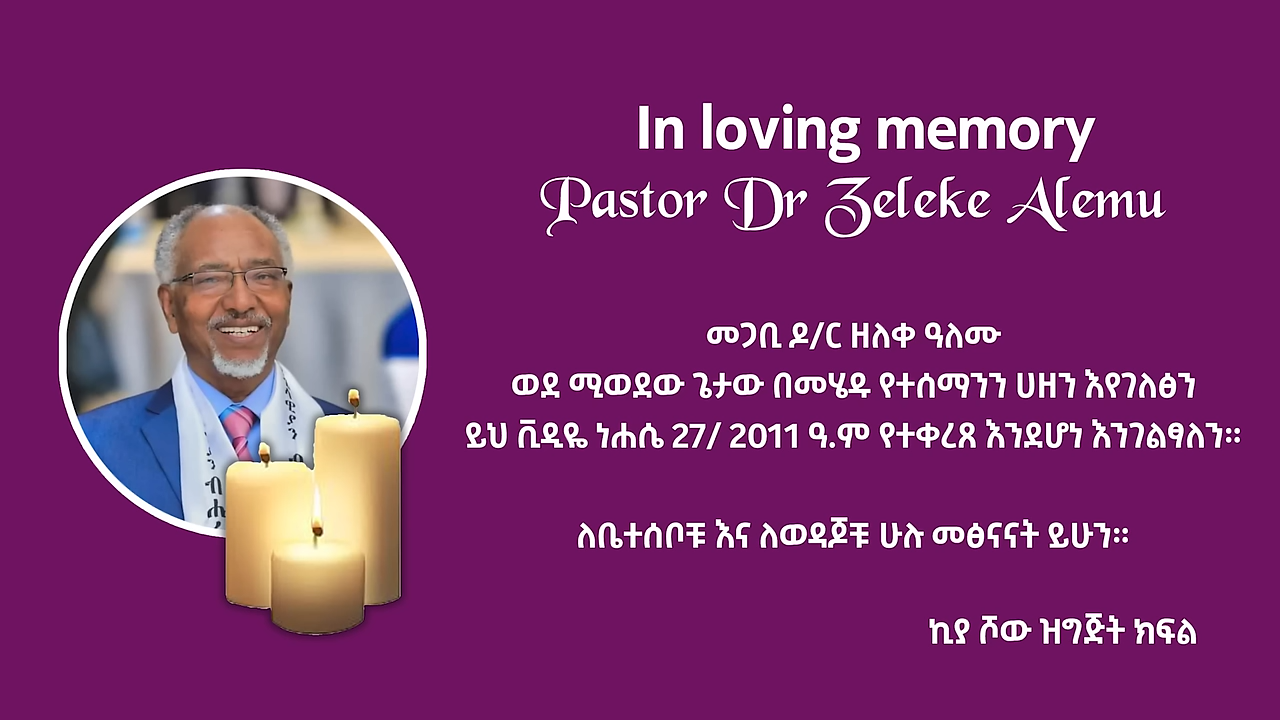 In loving memory
Pastor Dr Zeleke Alemu
መጋቢ ዶ/ር ዘለቀ ዓለሙ
ወደ ሚወደው ጌታው በመሄዱ የተሰማንን ሀዘን እየገለፅን
ይህ ቪዲዬ ነሐሴ 27/ 2011 ዓ.ም የተቀረጸ እንደሆነ እንገልፃለን።
ለቤተሰቦቹ እና ለወዳጆቹ ሁሉ መፅናናት ይሁን።
ኪያ ሾው ዝግጅት ክፍል